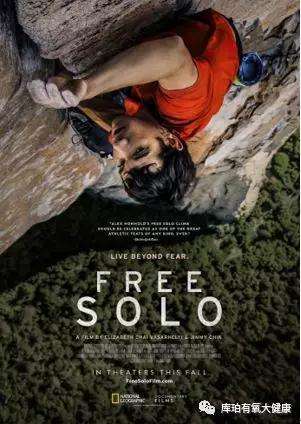 "ALEX HONNOLD'S FREE SOLO CLIMB
SHOULD BE CELEBRATED AS ONE OF THE GREAT
ATHLETIC FEATS OF ANY KIND, EVER."
LIVE BEYOND FEAR.
FREE
SOLO
A FILM BY ELIZABETH CHAI VASARHELYI & JIMMY CHIN
IN THEATERS THIS FALL
FreeSoloFilm.com
NATIONAL
GEOGRAPHIC
DOCUMENTARY
FILMS
库珀有氧大健康